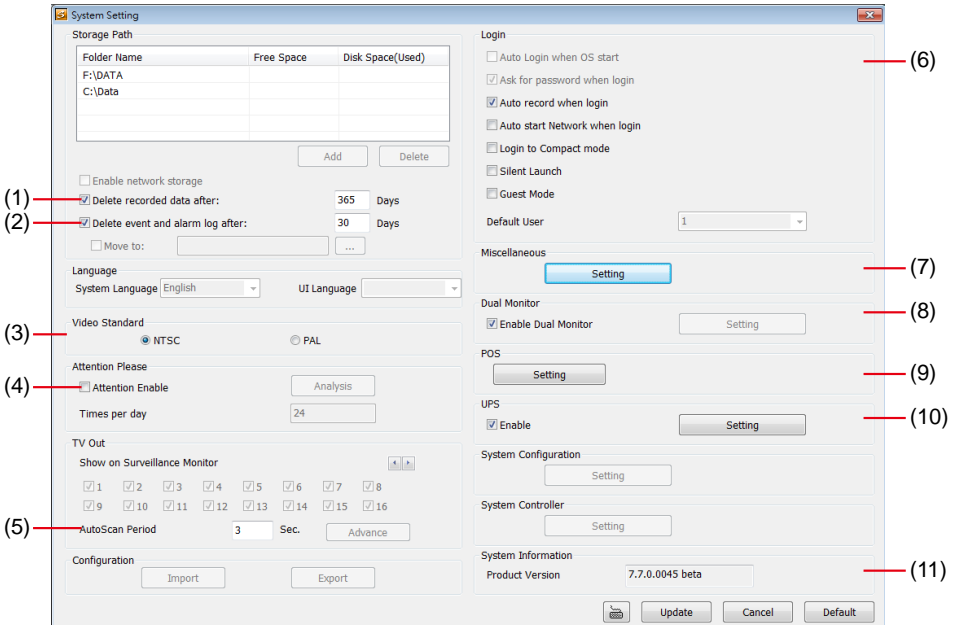 System Setting
Storage Path
Folder Name Free Space Disk Space(Used)
F:\DATA
C:\Data
Add Delete
Enable network storage
(1) Delete recorded data after: 365 Days
(2) Delete event and alarm log after: 30 Days
Move to: ...
Language
System Language English UI Language
Video Standard
(3)
NTSC PAL
Attention Please
(4) Attention Enable Analysis
Times per day 24
TV Out
Show on Surveillance Monitor
1 2 3 4 5 6 7 8
9 10 11 12 13 14 15 16
(5) AutoScan Period 3 Sec. Advance
Configuration
Import Export
Login
Auto Login when OS start (6)
Ask for password when login
Auto record when login
Auto start Network when login
Login to Compact mode
Silent Launch
Guest Mode
Default User 1
Miscellaneous
Setting (7)
Dual Monitor
(8)
Enable Dual Monitor Setting
POS
Setting (9)
UPS
(10)
Enable Setting
System Configuration
Setting
System Controller
Setting
System Information
Product Version 7.7.0.0045 beta (11)
Update Cancel Default